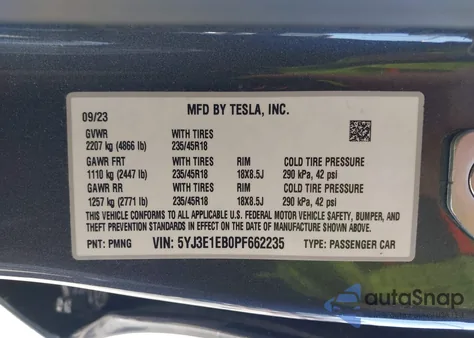 MFD BY TESLA, INC.
09/23
GVWR WITH TIRES
2207 kg (4866 lb) 235/45R18
GAWR FRT WITH TIRES RIM COLD TIRE PRESSURE
1110 kg (2447 lb) 235/45R18 18X8.5J 290 kPa, 42 psi
GAWR RR WITH TIRES RIM COLD TIRE PRESSURE
1257 kg (2771 lb) 235/45R18 18X8.5J 290 kPa, 42 psi
THIS VEHICLE CONFORMS TO ALL APPLICABLE U.S. FEDERAL MOTOR VEHICLE SAFETY, BUMPER, AND
THEFT PREVENTION STANDARDS IN EFFECT ON THE DATE OF MANUFACTURE SHOWN ABOVE.
PNT: PMNG VIN: 5YJ3E1EB0PF662235 TYPE: PASSENGER CAR
autoSnap